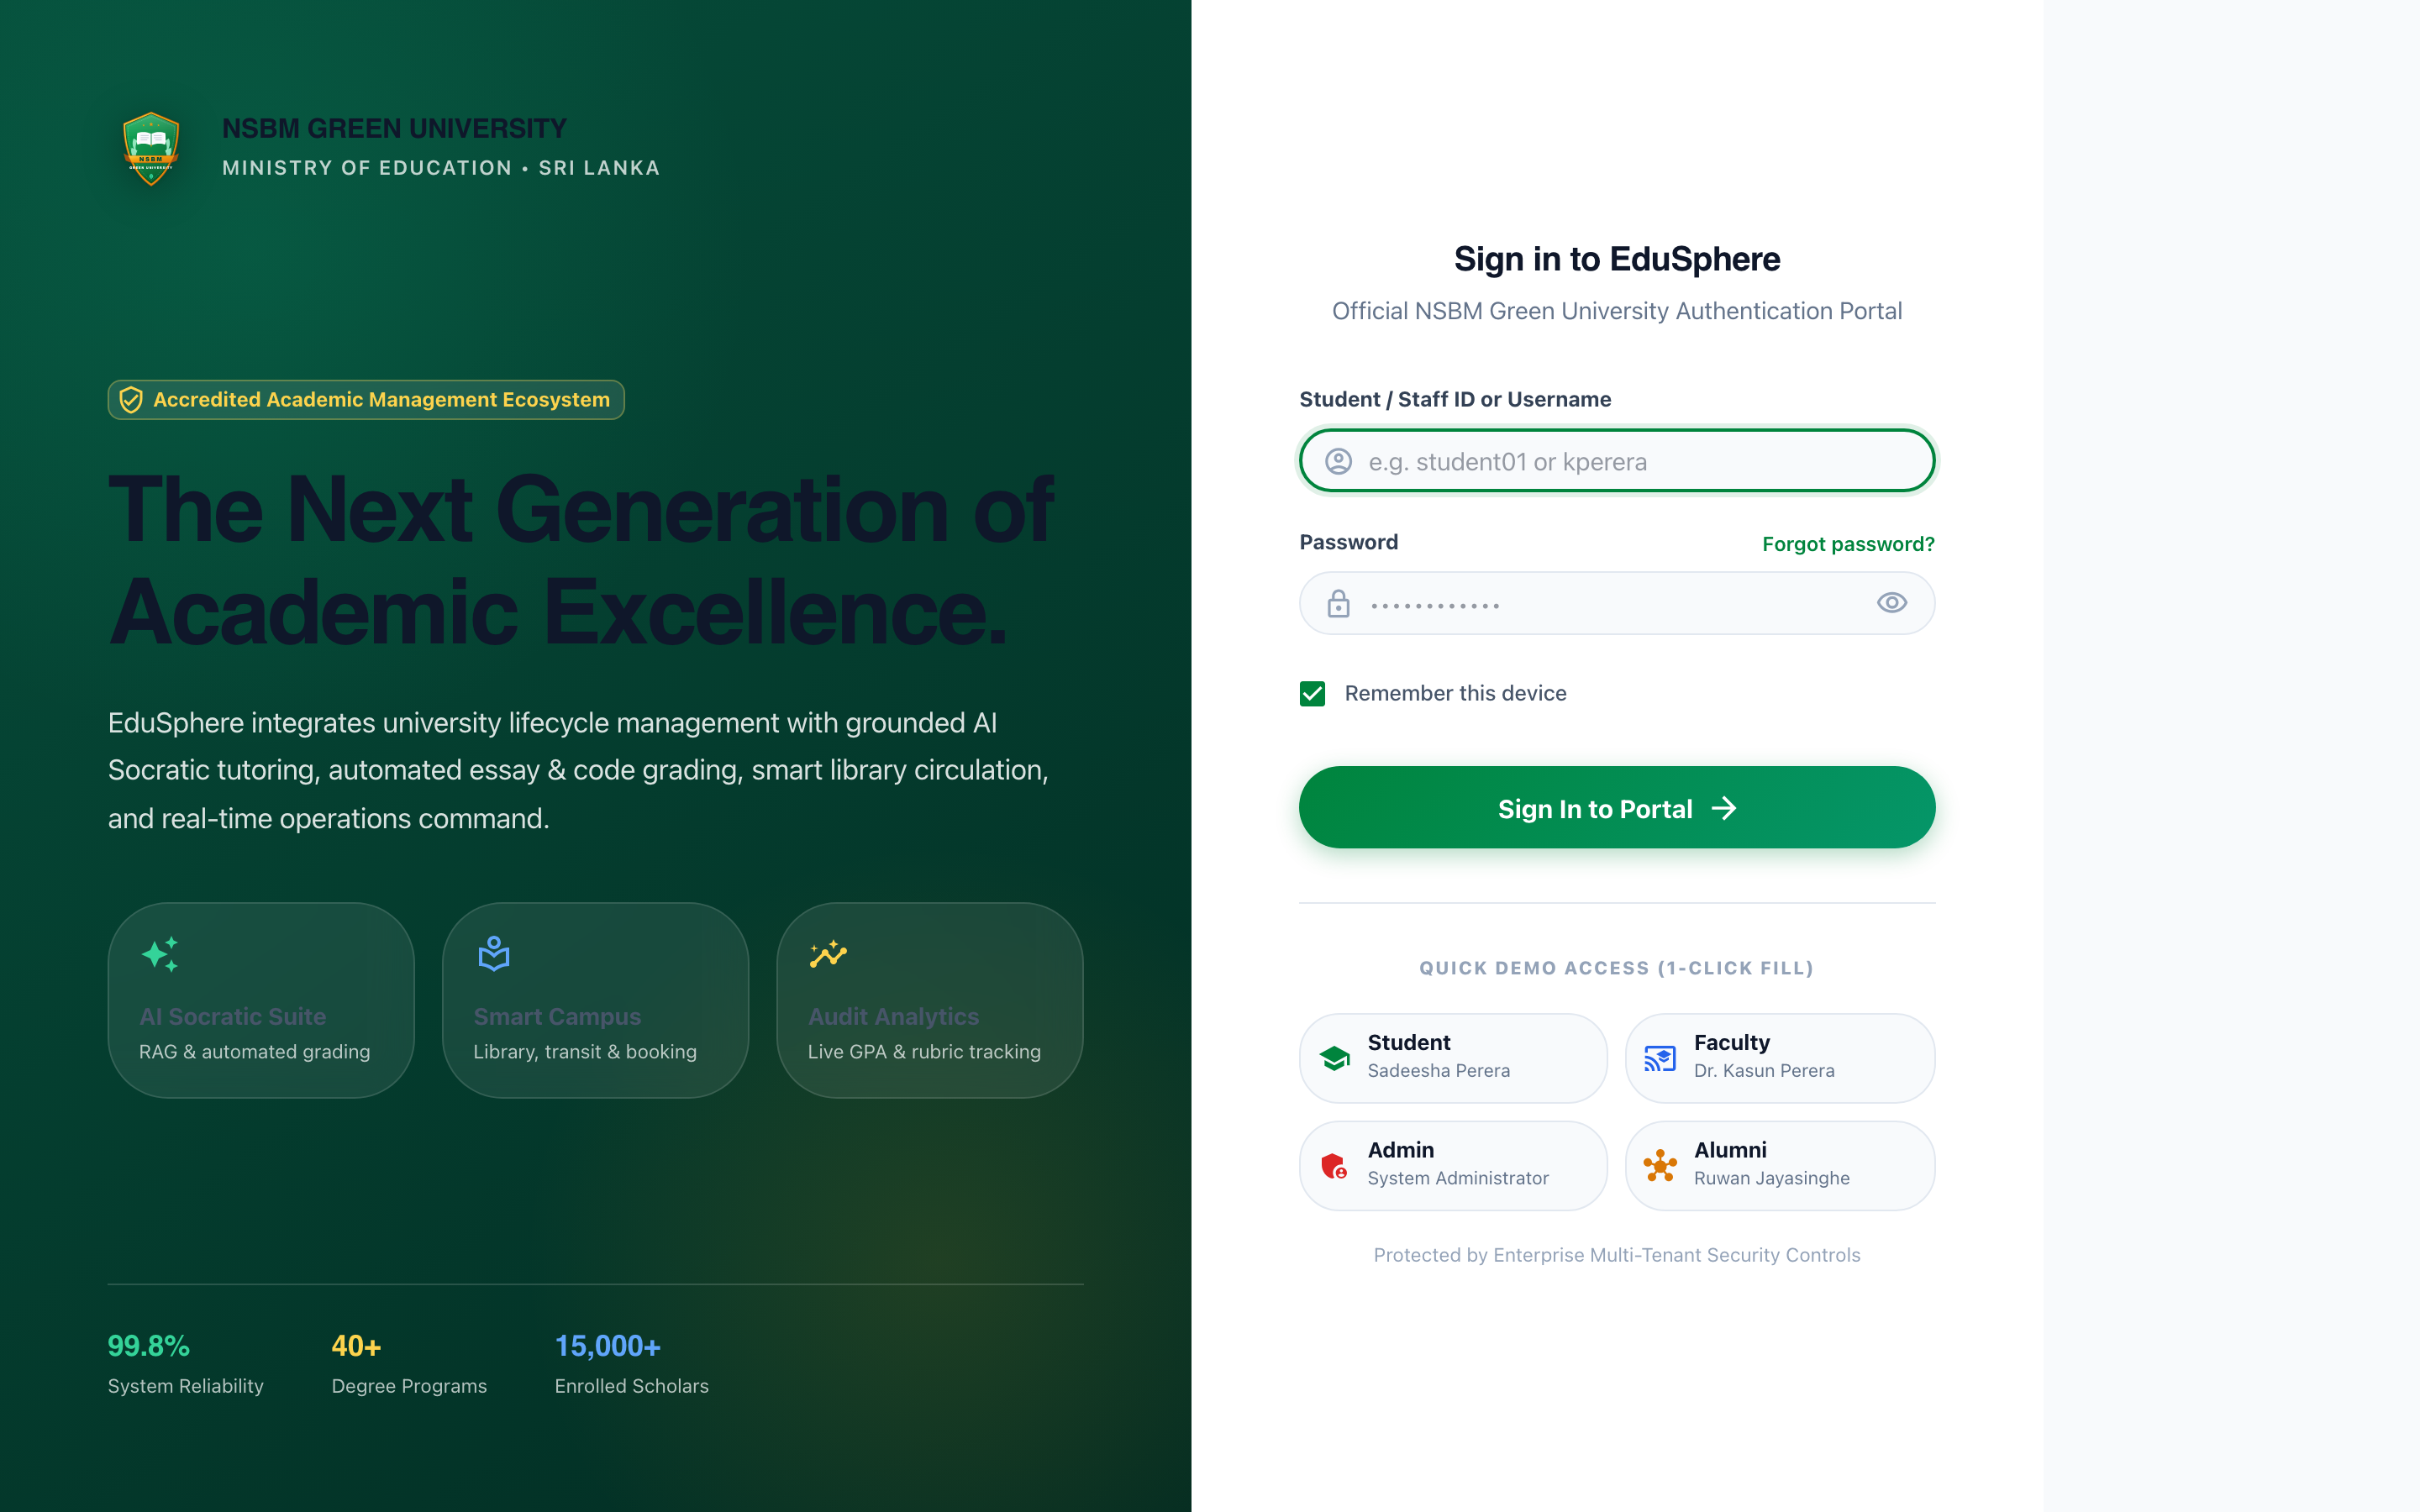 NSBM
GREEN UNIVERSITY
NSBM GREEN UNIVERSITY
MINISTRY OF EDUCATION • SRI LANKA
Accredited Academic Management Ecosystem
The Next Generation of
Academic Excellence.
EduSphere integrates university lifecycle management with grounded AI
Socratic tutoring, automated essay & code grading, smart library circulation,
and real-time operations command.
AI Socratic Suite
RAG & automated grading
Smart Campus
Library, transit & booking
Audit Analytics
Live GPA & rubric tracking
99.8%
System Reliability
40+
Degree Programs
15,000+
Enrolled Scholars
Sign in to EduSphere
Official NSBM Green University Authentication Portal
Student / Staff ID or Username
e.g. student01 or kperera
Password
Forgot password?
••••••••••••
Remember this device
Sign In to Portal →
QUICK DEMO ACCESS (1-CLICK FILL)
Student
Sadeesha Perera
Faculty
Dr. Kasun Perera
Admin
System Administrator
Alumni
Ruwan Jayasinghe
Protected by Enterprise Multi-Tenant Security Controls